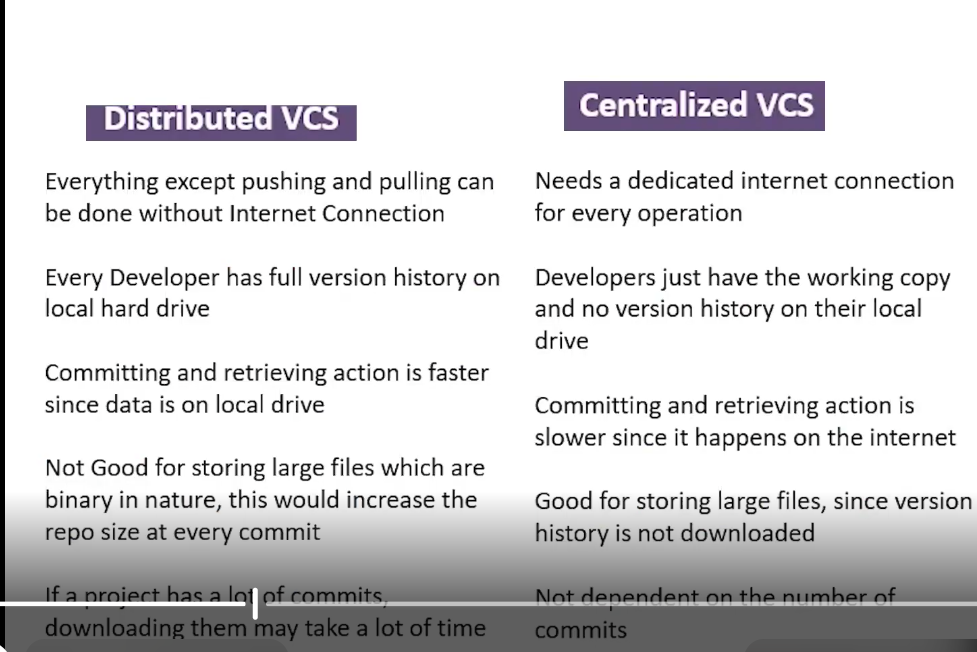 Distributed VCS
Everything except pushing and pulling can
be done without Internet Connection
Every Developer has full version history on
local hard drive
Committing and retrieving action is faster
since data is on local drive
Not Good for storing large files which are
binary in nature, this would increase the
repo size at every commit
If a project has a lot of commits,
downloading them may take a lot of time
Centralized VCS
Needs a dedicated internet connection
for every operation
Developers just have the working copy
and no version history on their local
drive
Committing and retrieving action is
slower since it happens on the internet
Good for storing large files, since version
history is not downloaded
Not dependent on the number of
commits